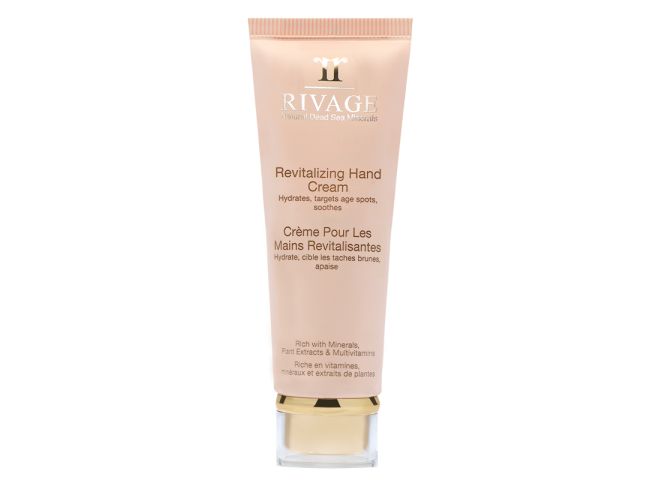 RIVAGE
Natural Dead Sea Minerals
Revitalizing Hand
Cream
Hydrates, targets age spots,
soothes
Crème Pour Les
Mains Revitalisantes
Hydrate, cible les taches brunes,
apaise
Rich with Minerals,
Plant Extracts & Multivitamins
Riche en vitamines,
minéraux et extraits de plantes